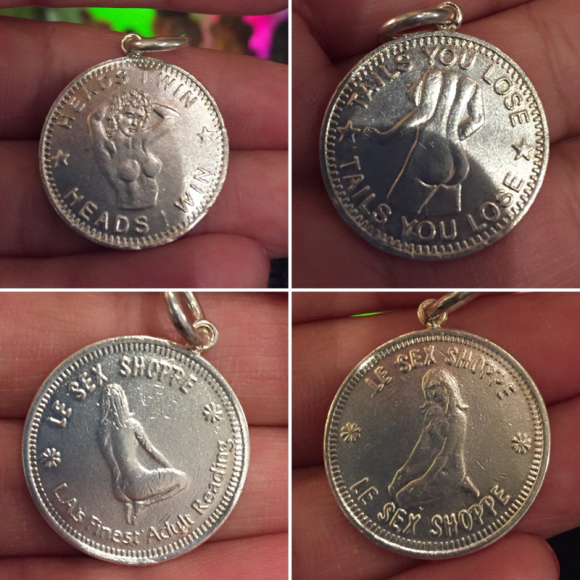 HEADS I WIN
HEADS I WIN
TAILS YOU LOSE
TAILS YOU LOSE
LE SEX SHOPPE
L.A.'s Finest Adult Reading
LE SEX SHOPPE
LE SEX SHOPPE